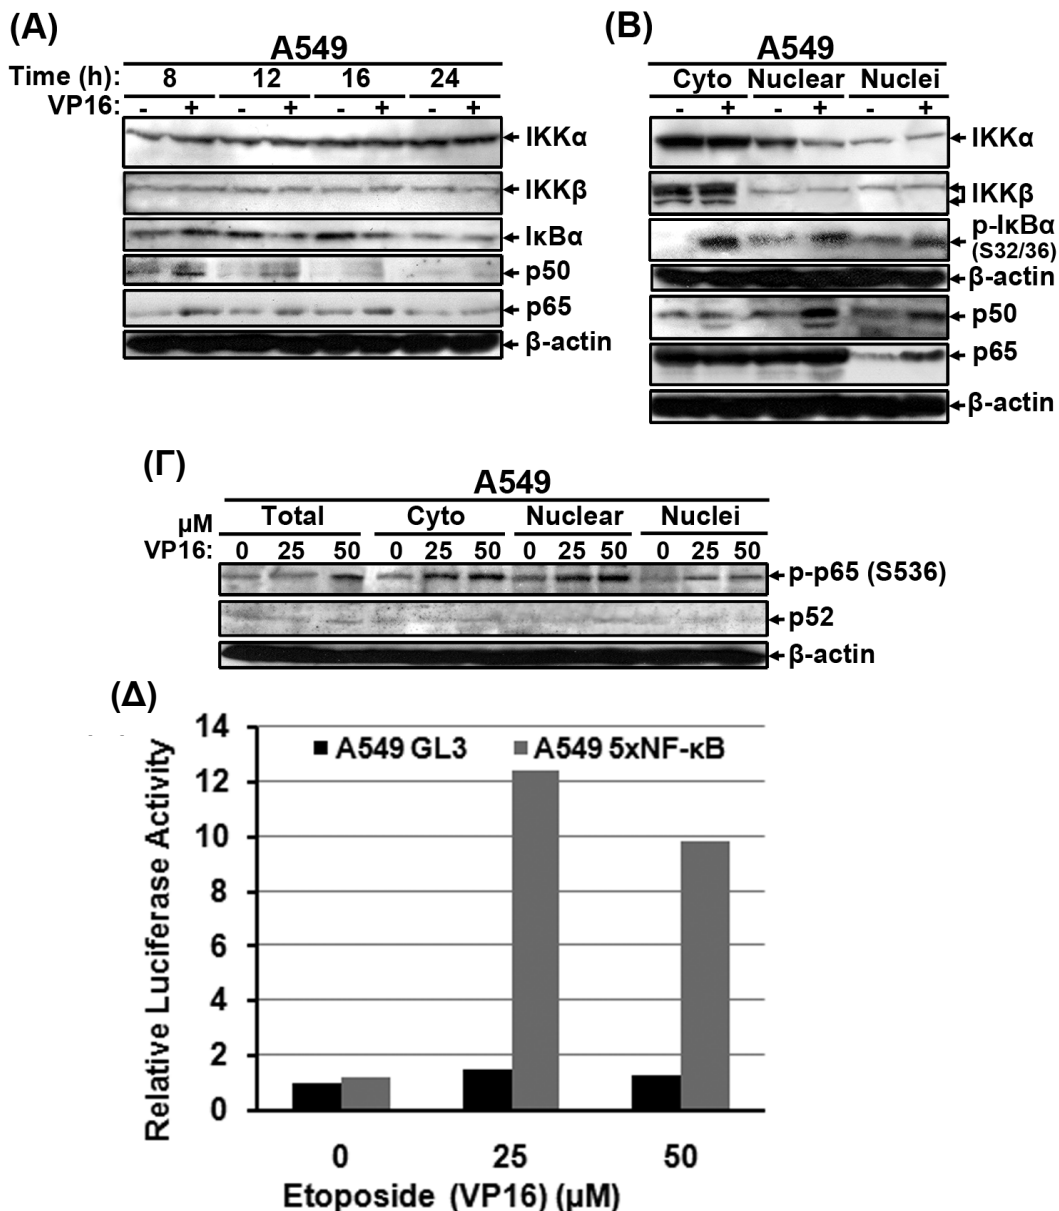 (A)
A549
Time (h): 8 12 16 24
VP16: - + - + - + - +
IKKα
IKKβ
IκBα
p50
p65
β-actin
(B)
A549
Cyto Nuclear Nuclei
- + - + - +
IKKα
IKKβ
p-IκBα
(S32/36)
β-actin
p50
p65
β-actin
(Γ)
A549
μM Total Cyto Nuclear Nuclei
VP16: 0 25 50 0 25 50 0 25 50 0 25 50
p-p65 (S536)
p52
β-actin
(Δ)
A549 GL3 A549 5xNF-κB
Relative Luciferase Activity
14
12
10
8
6
4
2
0
0 25 50
Etoposide (VP16) (μM)